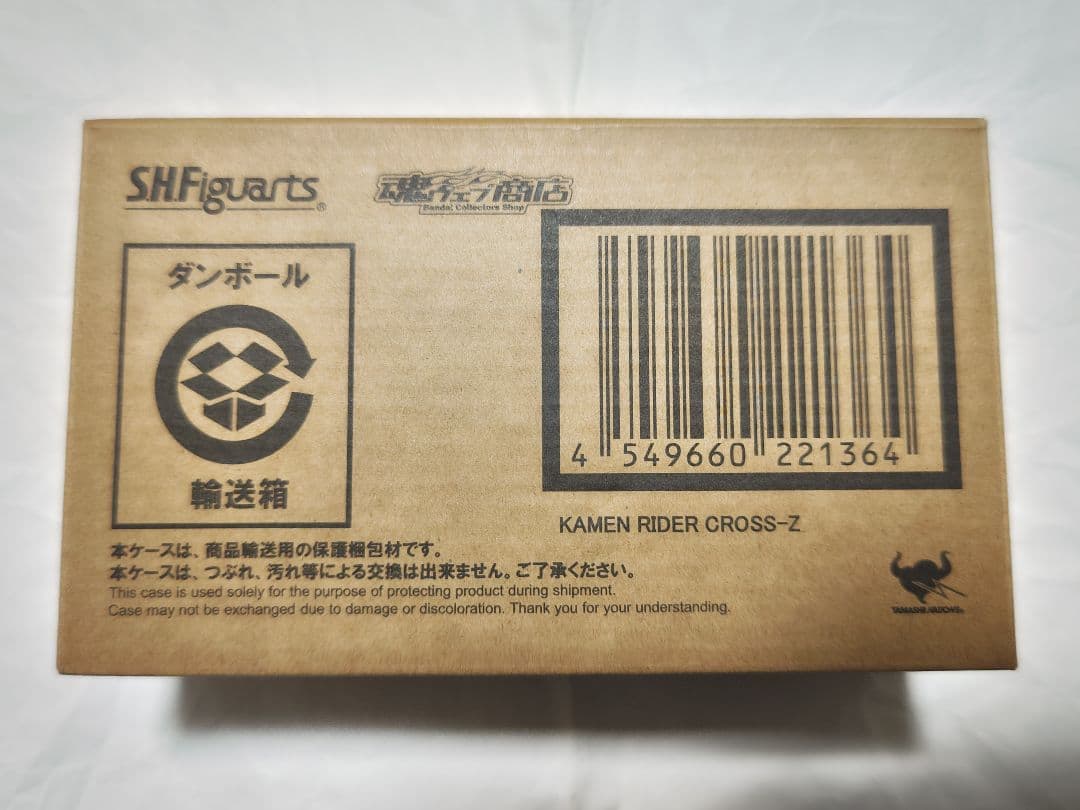 S.H.Figuarts®
魂ウェブ商店
Bandai Collectors Shop
ダンボール
輸送箱
4 549660 221364
KAMEN RIDER CROSS-Z
本ケースは、商品輸送用の保護梱包材です。
本ケースは、つぶれ、汚れ等による交換は出来ません。ご了承ください。
This case is used solely for the purpose of protecting product during shipment.
Case may not be exchanged due to damage or discoloration. Thank you for your understanding.
TAMASHII NATIONS